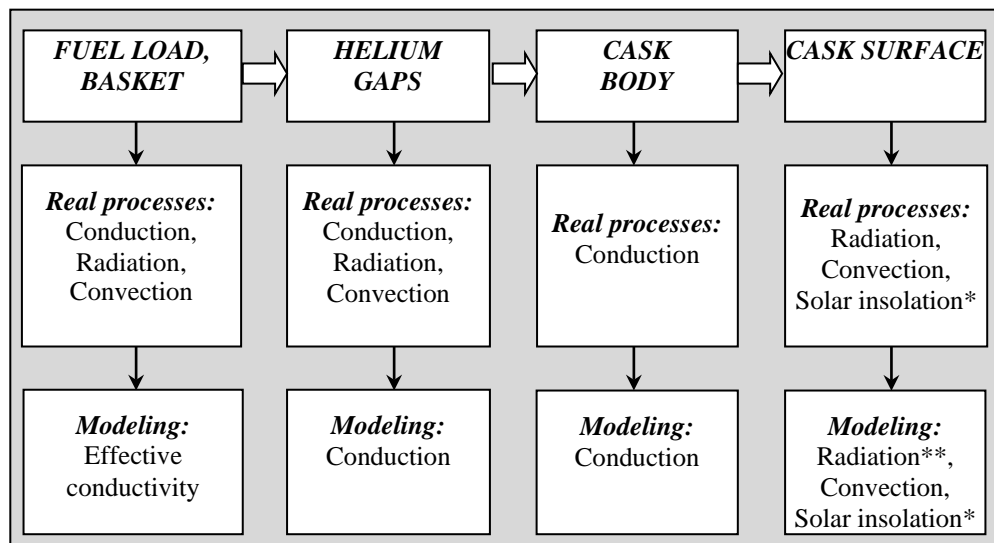 FUEL LOAD,
BASKET
HELIUM
GAPS
CASK
BODY
CASK SURFACE
Real processes:
Conduction,
Radiation,
Convection
Real processes:
Conduction,
Radiation,
Convection
Real processes:
Conduction
Real processes:
Radiation,
Convection,
Solar insolation*
Modeling:
Effective
conductivity
Modeling:
Conduction
Modeling:
Conduction
Modeling:
Radiation**,
Convection,
Solar insolation*